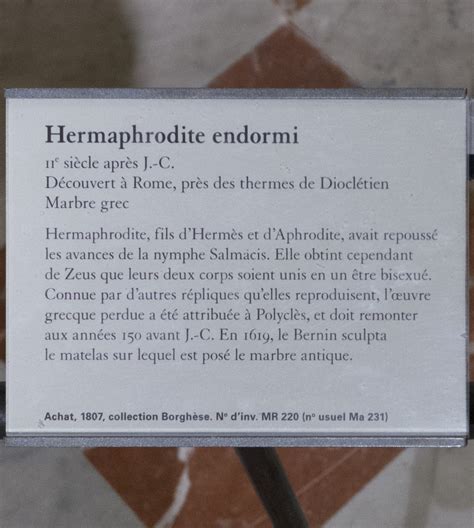 Hermaphrodite endormi
IIe siècle après J.-C.
Découvert à Rome, près des thermes de Dioclétien
Marbre grec
Hermaphrodite, fils d’Hermès et d’Aphrodite, avait repoussé
les avances de la nymphe Salmacis. Elle obtint cependant
de Zeus que leurs deux corps soient unis en un être bisexué.
Connue par d’autres répliques qu’elles reproduisent, l’œuvre
grecque perdue a été attribuée à Polyclès, et doit remonter
aux années 150 avant J.-C. En 1619, le Bernin sculpta
le matelas sur lequel est posé le marbre antique.
Achat, 1807, collection Borghèse. N° d’inv. MR 220 (n° usuel Ma 231)